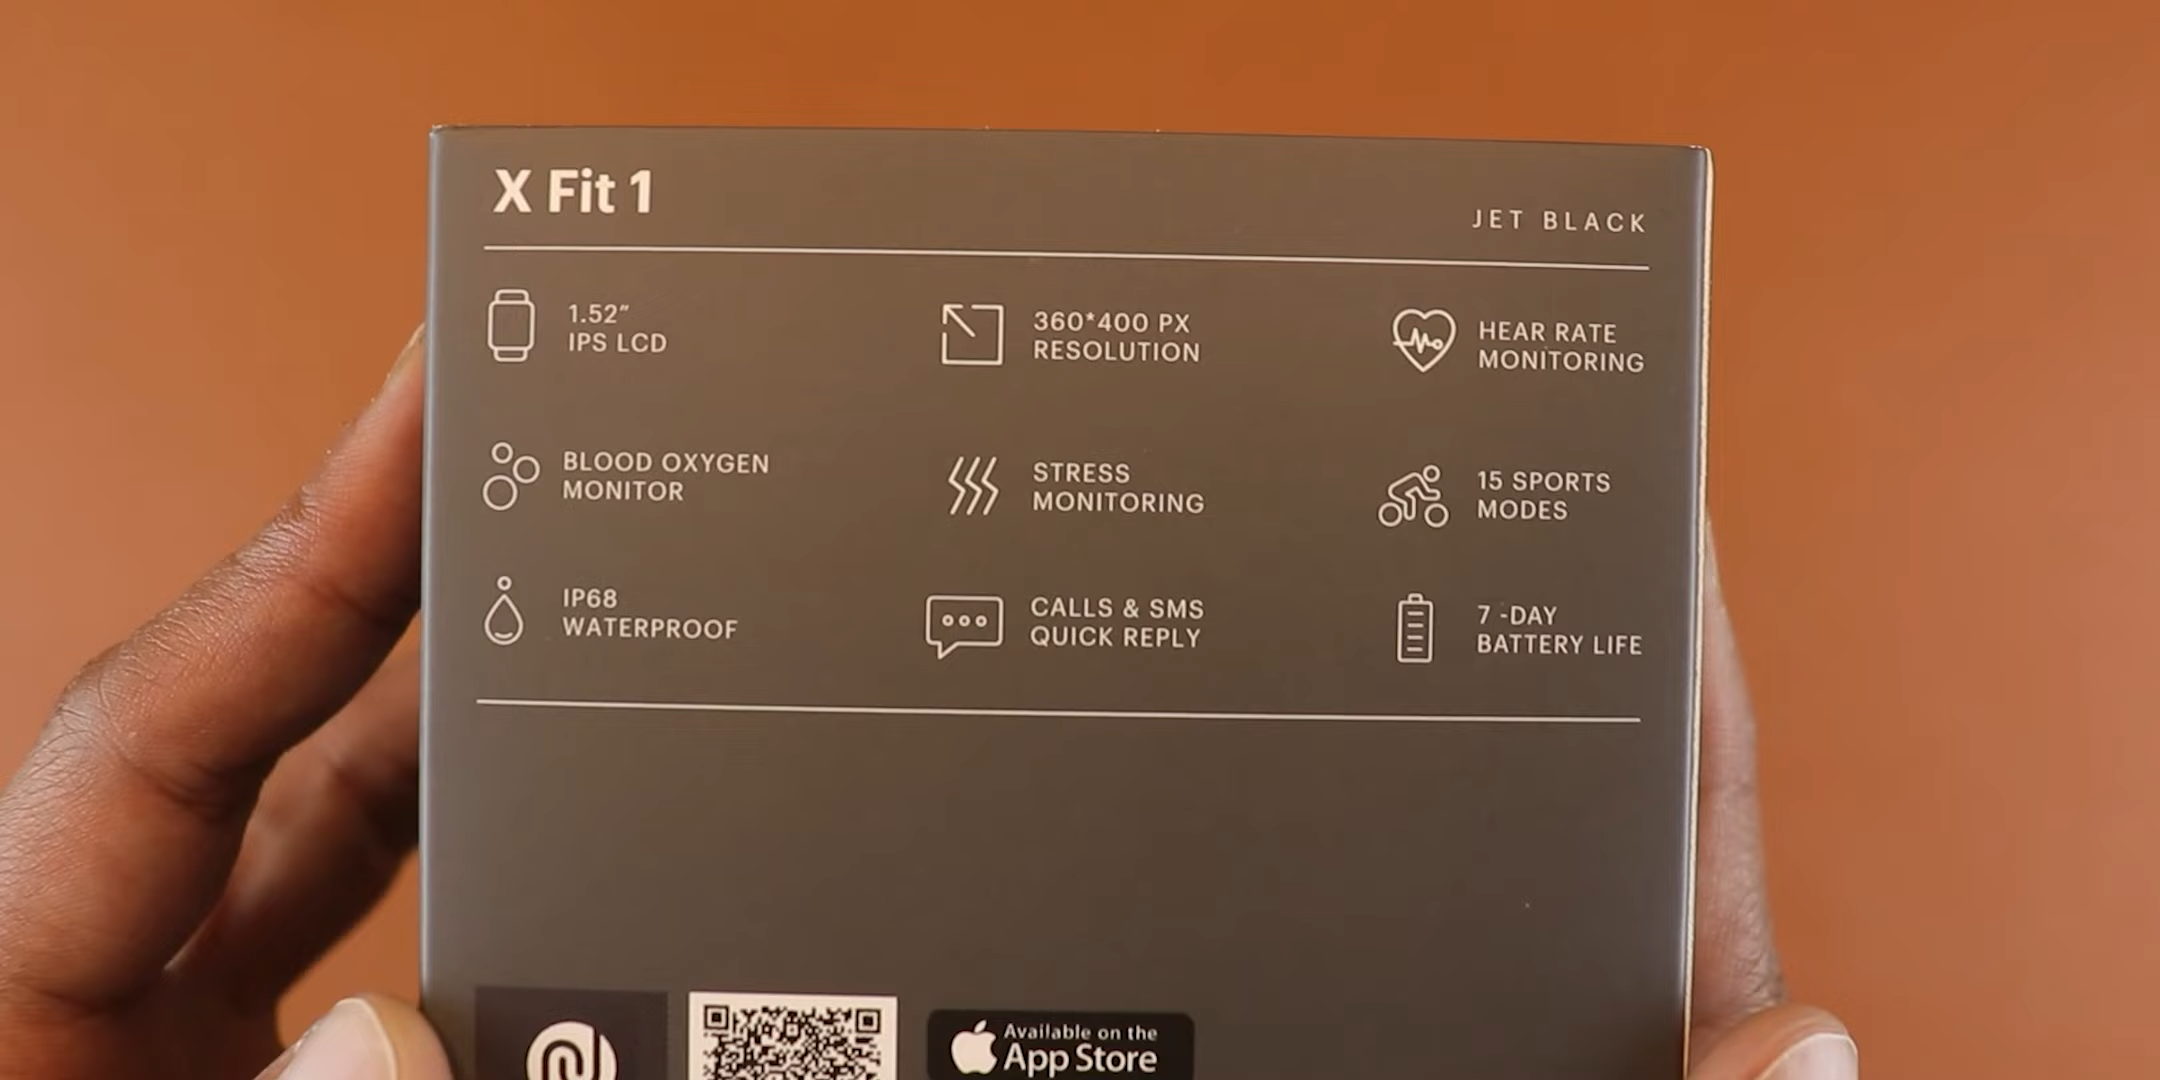 X Fit 1
JET BLACK
1.52"
IPS LCD
360*400 PX
RESOLUTION
HEAR RATE
MONITORING
BLOOD OXYGEN
MONITOR
STRESS
MONITORING
15 SPORTS
MODES
IP68
WATERPROOF
CALLS & SMS
QUICK REPLY
7 -DAY
BATTERY LIFE
Available on the
App Store